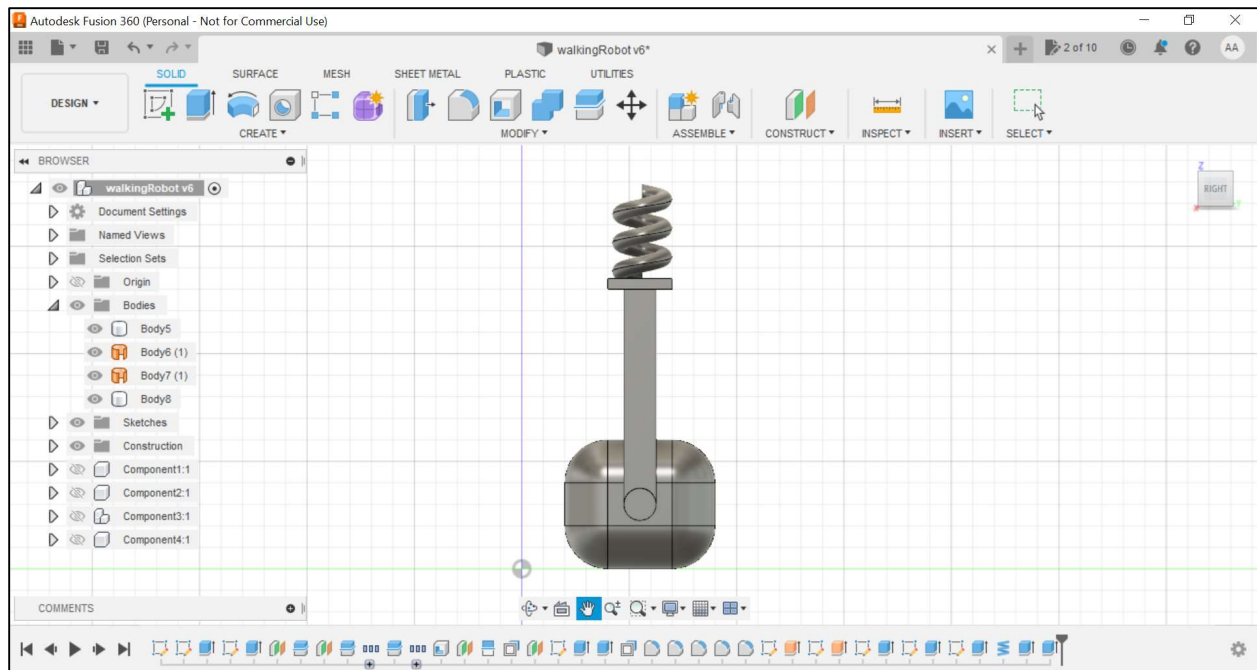 Autodesk Fusion 360 (Personal - Not for Commercial Use)
walkingRobot v6*
2 of 10
AA
SOLID SURFACE MESH SHEET METAL PLASTIC UTILITIES
DESIGN
CREATE MODIFY ASSEMBLE CONSTRUCT INSPECT INSERT SELECT
BROWSER
walkingRobot v6
Document Settings
Named Views
Selection Sets
Origin
Bodies
Body5
Body6 (1)
Body7 (1)
Body8
Sketches
Construction
Component1:1
Component2:1
Component3:1
Component4:1
Z
RIGHT
X
Y
COMMENTS